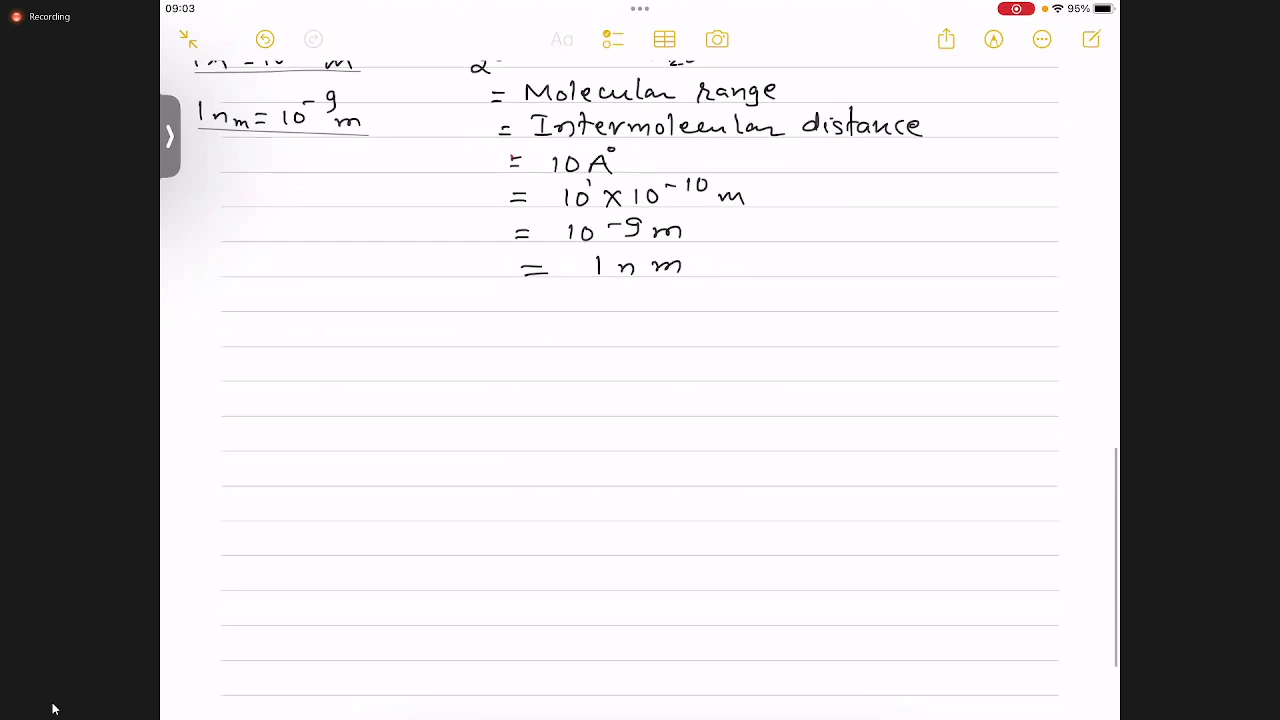 Recording
09:03
95%
Aa
1 nm = 10⁻⁹ m
= Molecular range
= Intermolecular distance
= 10 A°
= 10¹ × 10⁻¹⁰ m
= 10⁻⁹ m
= 1 n m